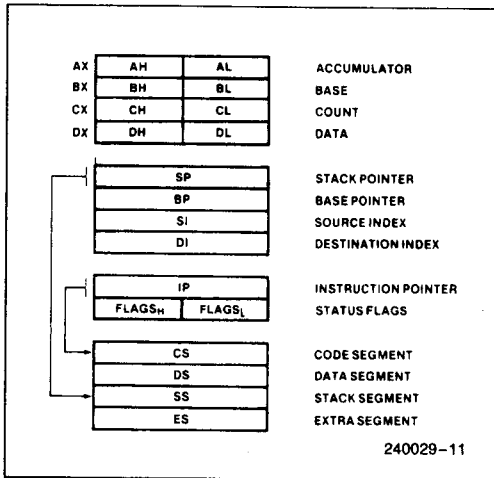 AX AH AL ACCUMULATOR
BX BH BL BASE
CX CH CL COUNT
DX DH DL DATA
SP STACK POINTER
BP BASE POINTER
SI SOURCE INDEX
DI DESTINATION INDEX
IP INSTRUCTION POINTER
FLAGSH FLAGSL STATUS FLAGS
CS CODE SEGMENT
DS DATA SEGMENT
SS STACK SEGMENT
ES EXTRA SEGMENT
240029-11